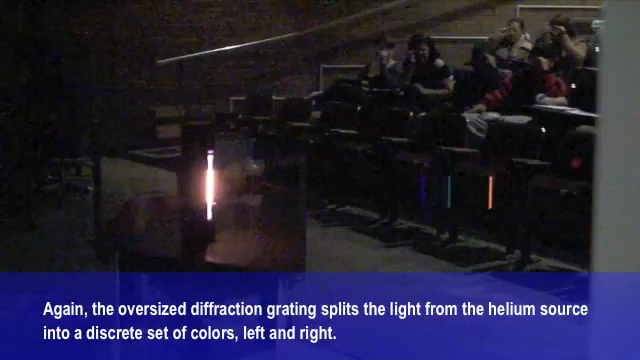 Again, the oversized diffraction grating splits the light from the helium source
into a discrete set of colors, left and right.